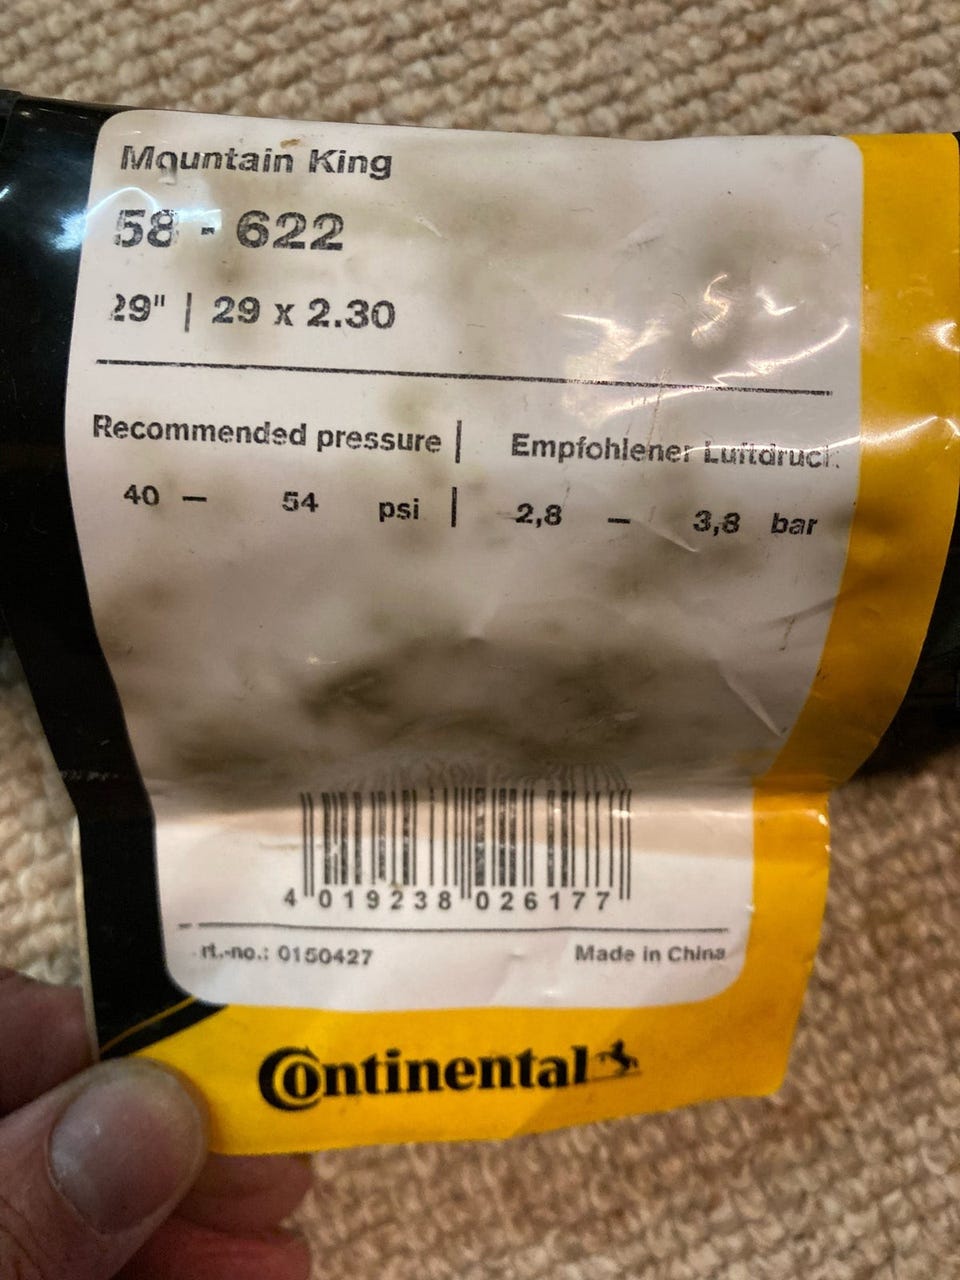 Mountain King
58 - 622
29" | 29 x 2.30
Recommended pressure | Empfohlener Luftdruck
40 – 54 psi | 2,8 – 3,8 bar
4 019238 026177
rt.-no.: 0150427 Made in China
Continental